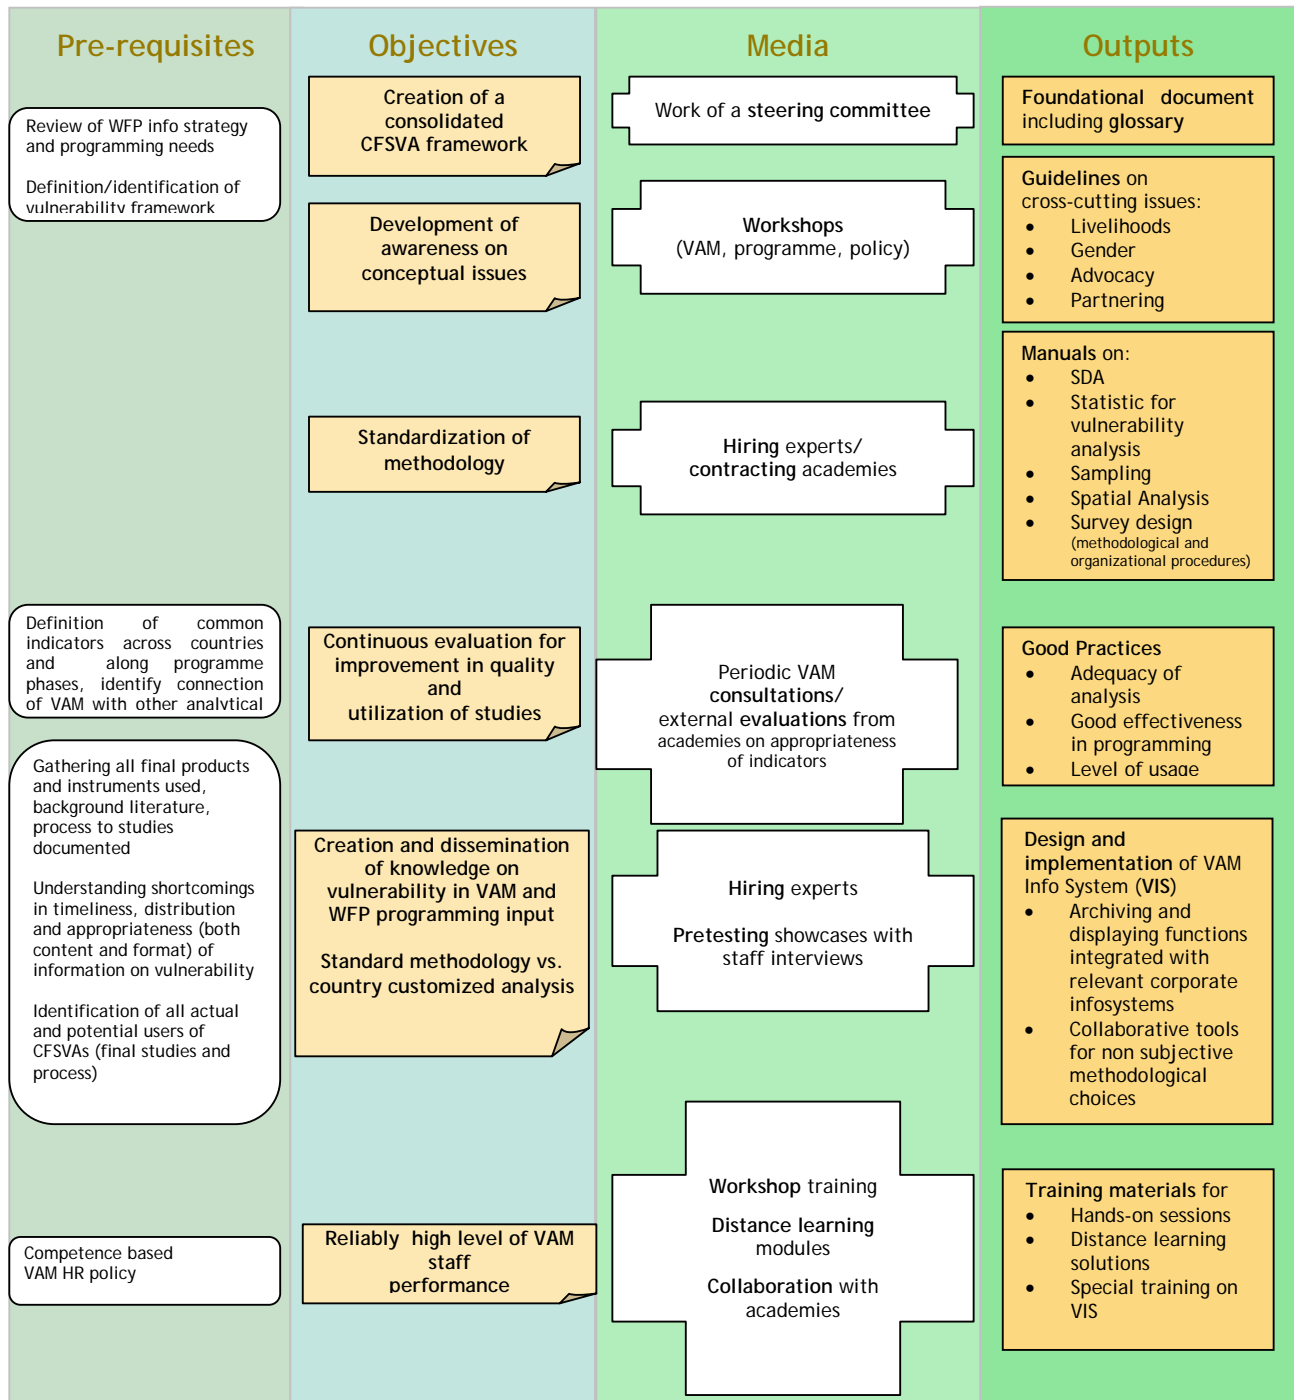 Pre-requisites
Objectives
Media
Outputs
Review of WFP info strategy
and programming needs
Definition/identification of
vulnerability framework
Creation of a
consolidated
CFSVA framework
Work of a steering committee
Foundational document
including glossary
Development of
awareness on
conceptual issues
Workshops
(VAM, programme, policy)
Guidelines on
cross-cutting issues:
• Livelihoods
• Gender
• Advocacy
• Partnering
Standardization of
methodology
Hiring experts/
contracting academies
Manuals on:
• SDA
• Statistic for
vulnerability
analysis
• Sampling
• Spatial Analysis
• Survey design
(methodological and
organizational procedures)
Definition of common
indicators across countries
and along programme
phases, identify connection
of VAM with other analytical
Continuous evaluation for
improvement in quality
and
utilization of studies
Periodic VAM
consultations/
external evaluations from
academies on appropriateness
of indicators
Good Practices
• Adequacy of
analysis
• Good effectiveness
in programming
• Level of usage
Gathering all final products
and instruments used,
background literature,
process to studies
documented
Understanding shortcomings
in timeliness, distribution
and appropriateness (both
content and format) of
information on vulnerability
Identification of all actual
and potential users of
CFSVAs (final studies and
process)
Creation and dissemination
of knowledge on
vulnerability in VAM and
WFP programming input
Standard methodology vs.
country customized analysis
Hiring experts
Pretesting showcases with
staff interviews
Design and
implementation of VAM
Info System (VIS)
• Archiving and
displaying functions
integrated with
relevant corporate
infosystems
• Collaborative tools
for non subjective
methodological
choices
Competence based
VAM HR policy
Reliably high level of VAM
staff
performance
Workshop training
Distance learning
modules
Collaboration with
academies
Training materials for
• Hands-on sessions
• Distance learning
solutions
• Special training on
VIS